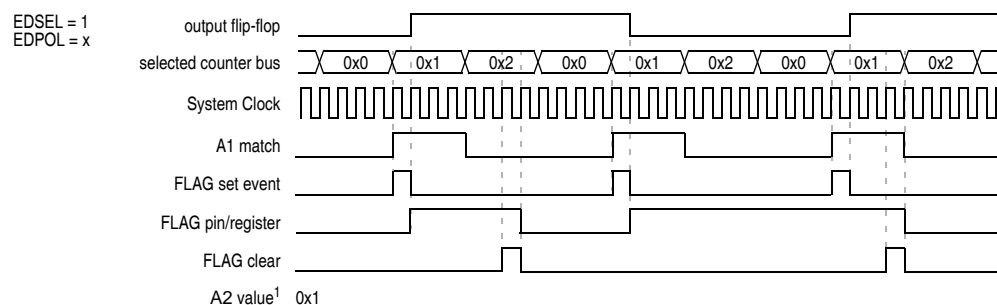 EDSEL = 1
EDPOL = x
output flip-flop
selected counter bus 0x0 0x1 0x2 0x0 0x1 0x2 0x0 0x1 0x2
System Clock
A1 match
FLAG set event
FLAG pin/register
FLAG clear
A2 value1 0x1